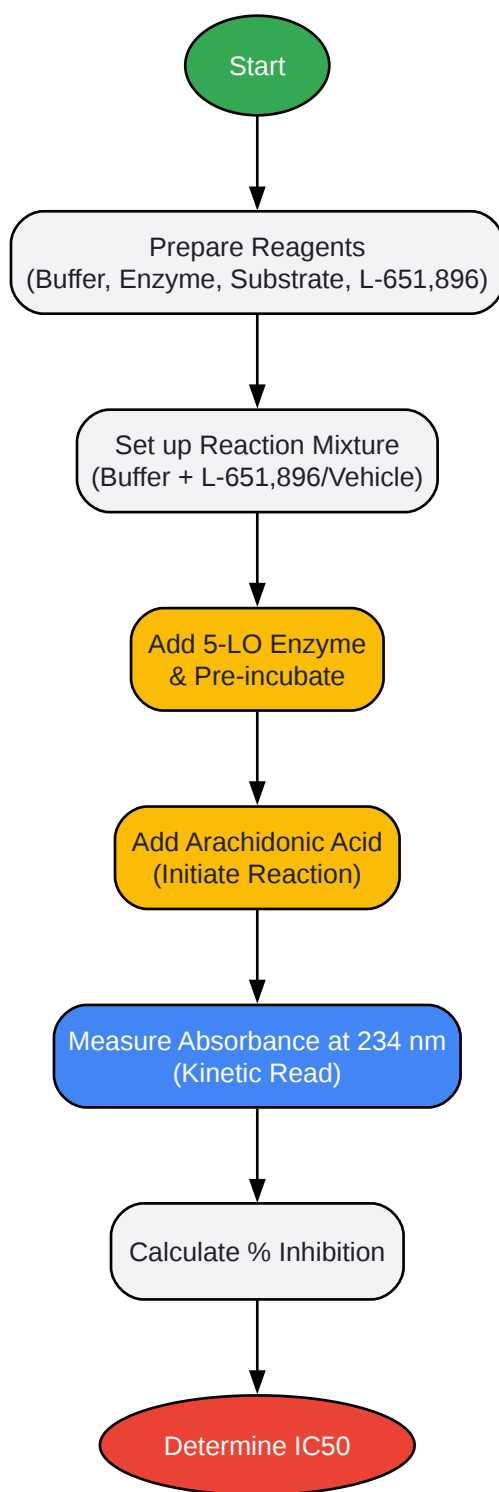 Start
Prepare Reagents
(Buffer, Enzyme, Substrate, L-651,896)
Set up Reaction Mixture
(Buffer + L-651,896/Vehicle)
Add 5-LO Enzyme
& Pre-incubate
Add Arachidonic Acid
(Initiate Reaction)
Measure Absorbance at 234 nm
(Kinetic Read)
Calculate % Inhibition
Determine IC50